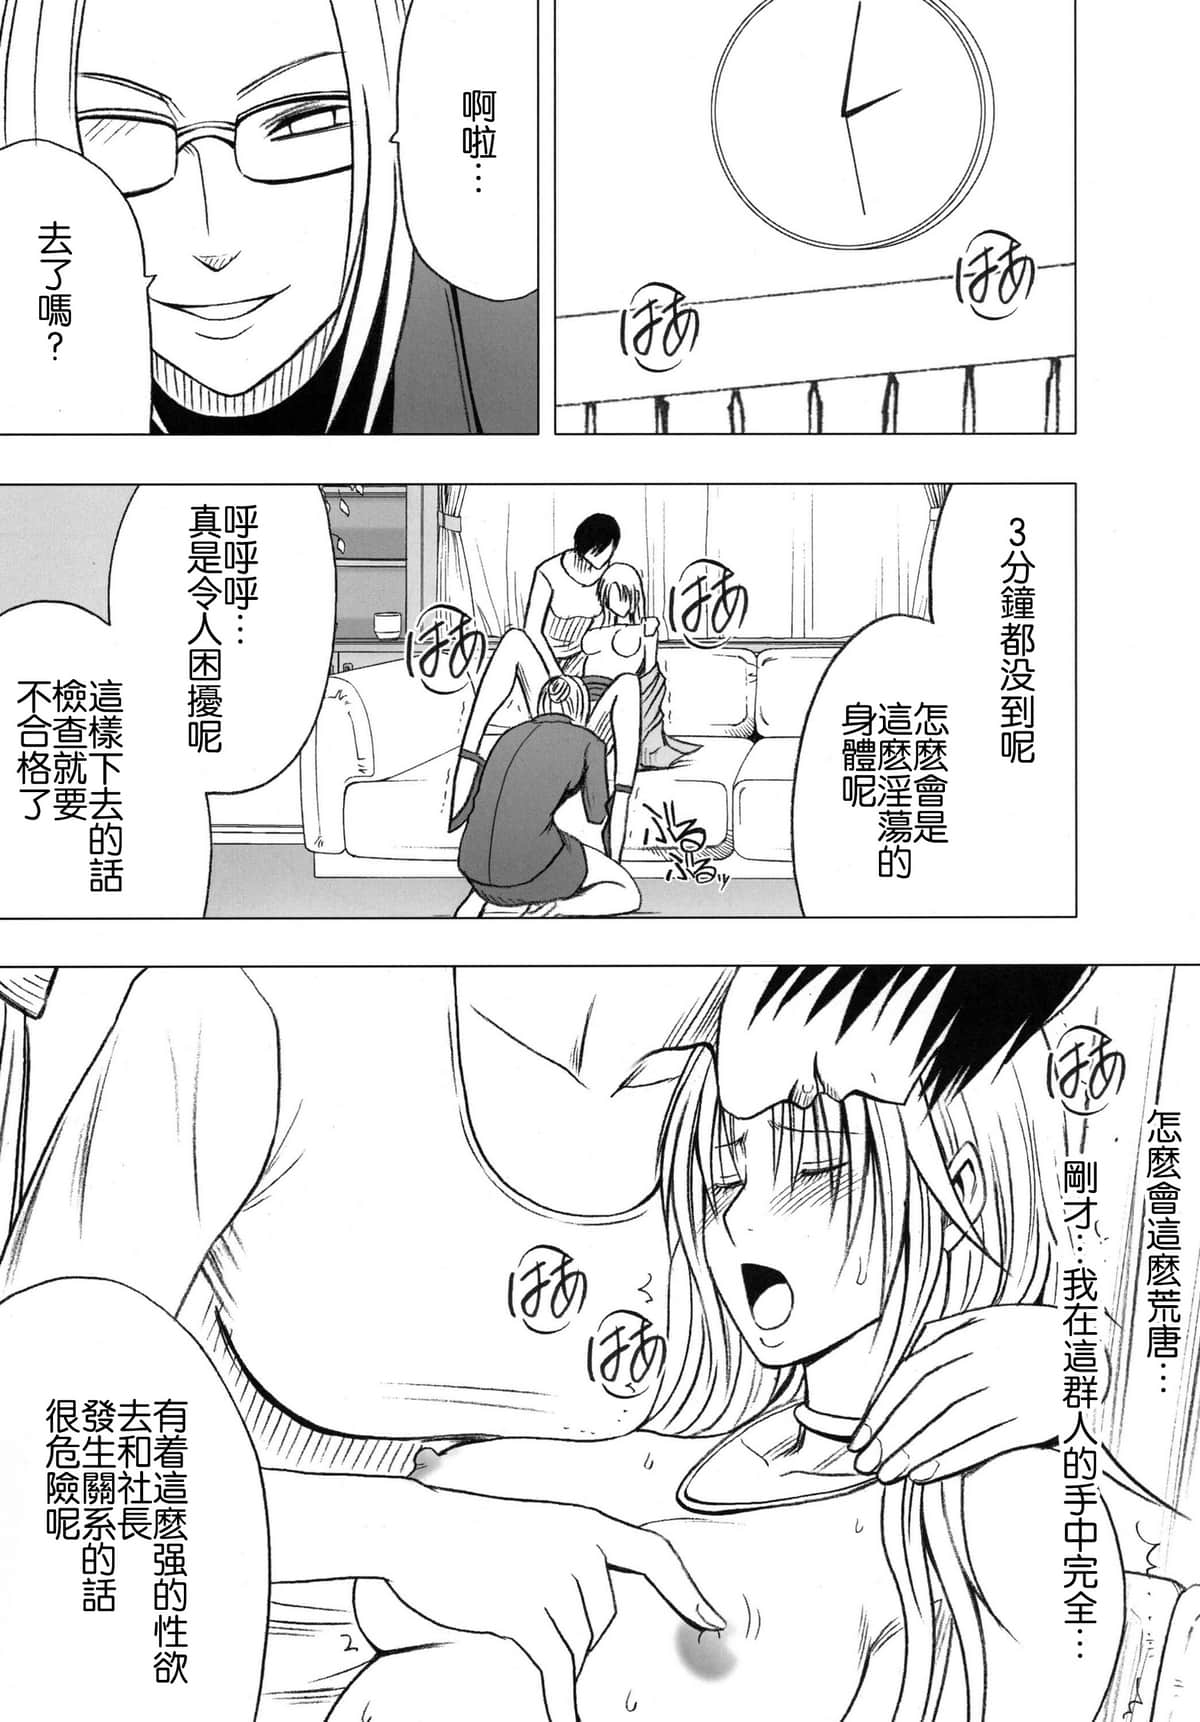 はあ
はあ
啊啦…
去了嗎？
3分鐘都没到呢
怎麼會是
這麼淫蕩的
身體呢
はあ
はあ
ぶる
ぶるッ
呼呼呼…
真是令人困擾呢
這樣下去的話
檢查就要
不合格了
怎麼會這麼荒唐…
剛才…我在這群人的手中完全…
はあ
はあ
はあ
有着這麼强的性欲
去和社長
發生關系的話
很危險呢